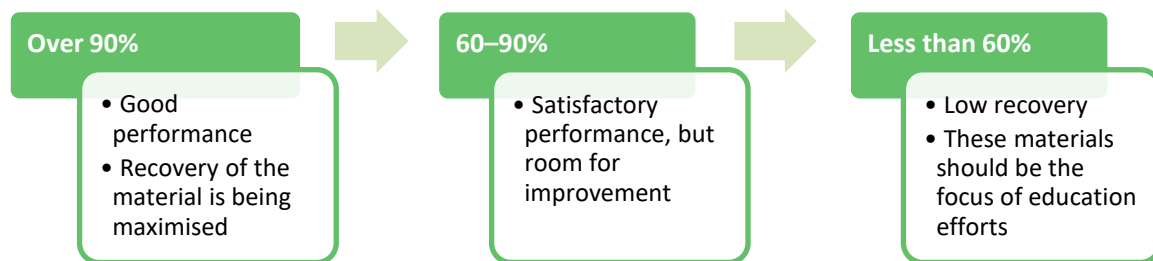 Over 90%
• Good
performance
• Recovery of the
material is being
maximised
60–90%
• Satisfactory
performance, but
room for
improvement
Less than 60%
• Low recovery
• These materials
should be the
focus of education
efforts